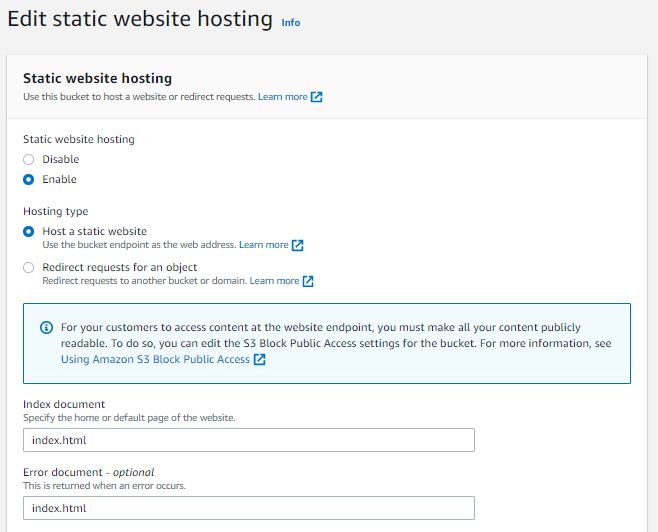 Edit static website hosting Info
Static website hosting
Use this bucket to host a website or redirect requests. Learn more
Static website hosting
Disable
Enable
Hosting type
Host a static website
Use the bucket endpoint as the web address. Learn more
Redirect requests for an object
Redirect requests to another bucket or domain. Learn more
For your customers to access content at the website endpoint, you must make all your content publicly
readable. To do so, you can edit the S3 Block Public Access settings for the bucket. For more information, see
Using Amazon S3 Block Public Access
Index document
Specify the home or default page of the website.
index.html
Error document - optional
This is returned when an error occurs.
index.html